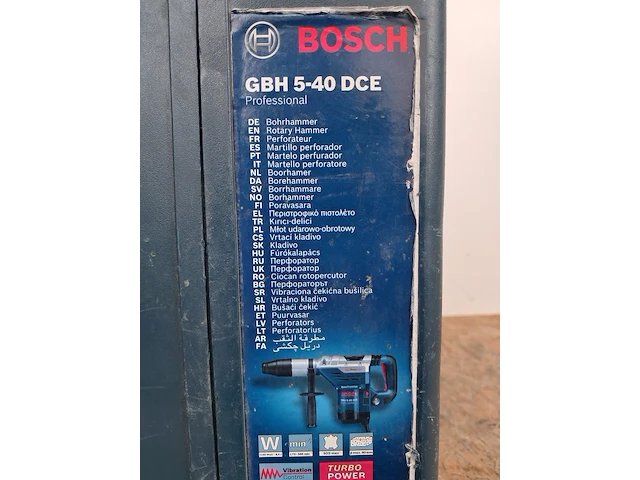 BOSCH
GBH 5-40 DCE
Professional
DE Bohrhammer
EN Rotary Hammer
FR Perforateur
ES Martillo perforador
PT Martelo perfurador
IT Martello perforatore
NL Boorhamer
DA Borehammer
SV Borrhammare
NO Borhammer
FI Poravasara
EL Περιστροφικό πιστολέτο
TR Kırıcı-delici
PL Młot udarowo-obrotowy
CS Vrtací kladivo
SK Kladivo
HU Fúrókalapács
RU Перфоратор
UK Перфоратор
RO Ciocan rotopercutor
BG Перфораторът
SR Vibraciona čekićna bušilica
SL Vrtalno kladivo
HR Bušaći čekić
ET Puurvasar
LV Perforators
LT Perforatorius
AR مطرقة الثقب
FA دریل چکشی
BOSCH
W min
Vibration
Control
TURBO
POWER